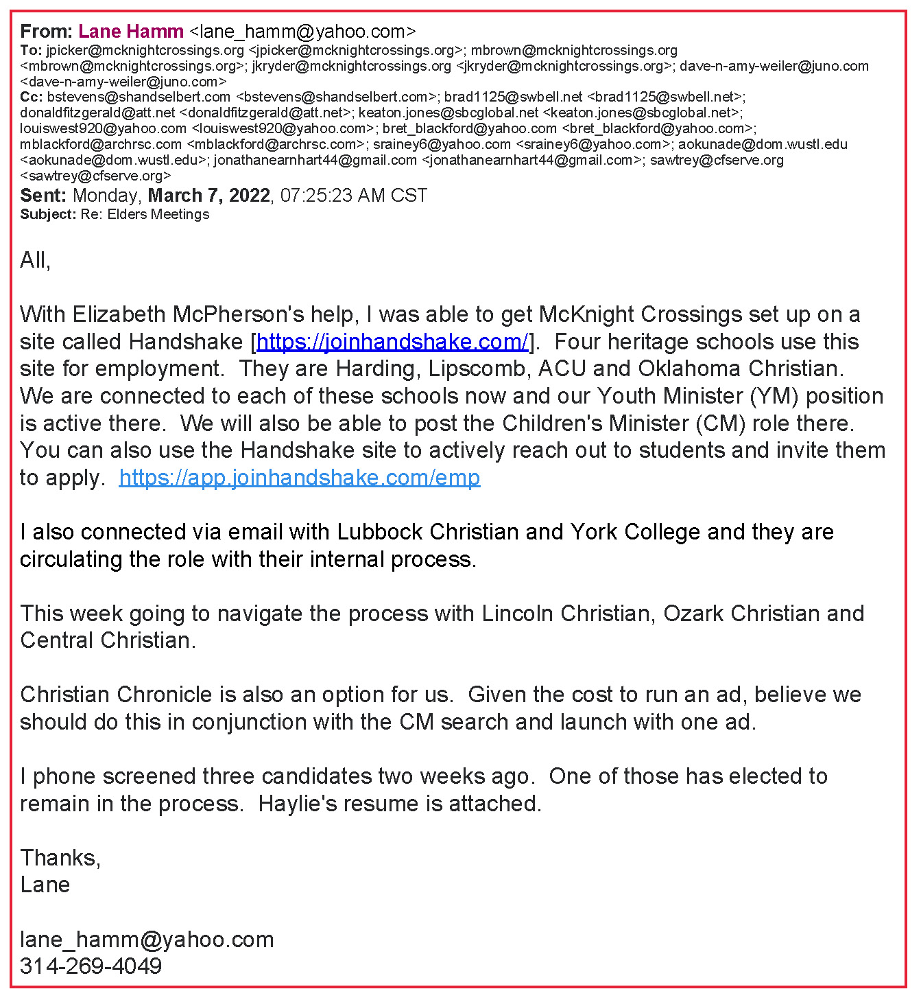 From: Lane Hamm <lane_hamm@yahoo.com>
To: jpicker@mcknightcrossings.org <jpicker@mcknightcrossings.org>; mbrown@mcknightcrossings.org
<mbrown@mcknightcrossings.org>; jkryder@mcknightcrossings.org <jkryder@mcknightcrossings.org>; dave-n-amy-weiler@juno.com
<dave-n-amy-weiler@juno.com>
Cc: bstevens@shandselbert.com <bstevens@shandselbert.com>; brad1125@swbell.net <brad1125@swbell.net>;
donaldfitzgerald@att.net <donaldfitzgerald@att.net>; keaton.jones@sbcglobal.net <keaton.jones@sbcglobal.net>;
louiswest920@yahoo.com <louiswest920@yahoo.com>; bret_blackford@yahoo.com <bret_blackford@yahoo.com>;
mblackford@archrsc.com <mblackford@archrsc.com>; srainey6@yahoo.com <srainey6@yahoo.com>; aokunade@dom.wustl.edu
<aokunade@dom.wustl.edu>; jonathanearnhart44@gmail.com <jonathanearnhart44@gmail.com>; sawtrey@cfserve.org
<sawtrey@cfserve.org>
Sent: Monday, March 7, 2022, 07:25:23 AM CST
Subject: Re: Elders Meetings
All,
With Elizabeth McPherson's help, I was able to get McKnight Crossings set up on a
site called Handshake [https://joinhandshake.com/].  Four heritage schools use this
site for employment.  They are Harding, Lipscomb, ACU and Oklahoma Christian.
We are connected to each of these schools now and our Youth Minister (YM) position
is active there.  We will also be able to post the Children's Minister (CM) role there.
You can also use the Handshake site to actively reach out to students and invite them
to apply.  https://app.joinhandshake.com/emp
I also connected via email with Lubbock Christian and York College and they are
circulating the role with their internal process.
This week going to navigate the process with Lincoln Christian, Ozark Christian and
Central Christian.
Christian Chronicle is also an option for us.  Given the cost to run an ad, believe we
should do this in conjunction with the CM search and launch with one ad.
I phone screened three candidates two weeks ago.  One of those has elected to
remain in the process.  Haylie's resume is attached.
Thanks,
Lane
lane_hamm@yahoo.com
314-269-4049